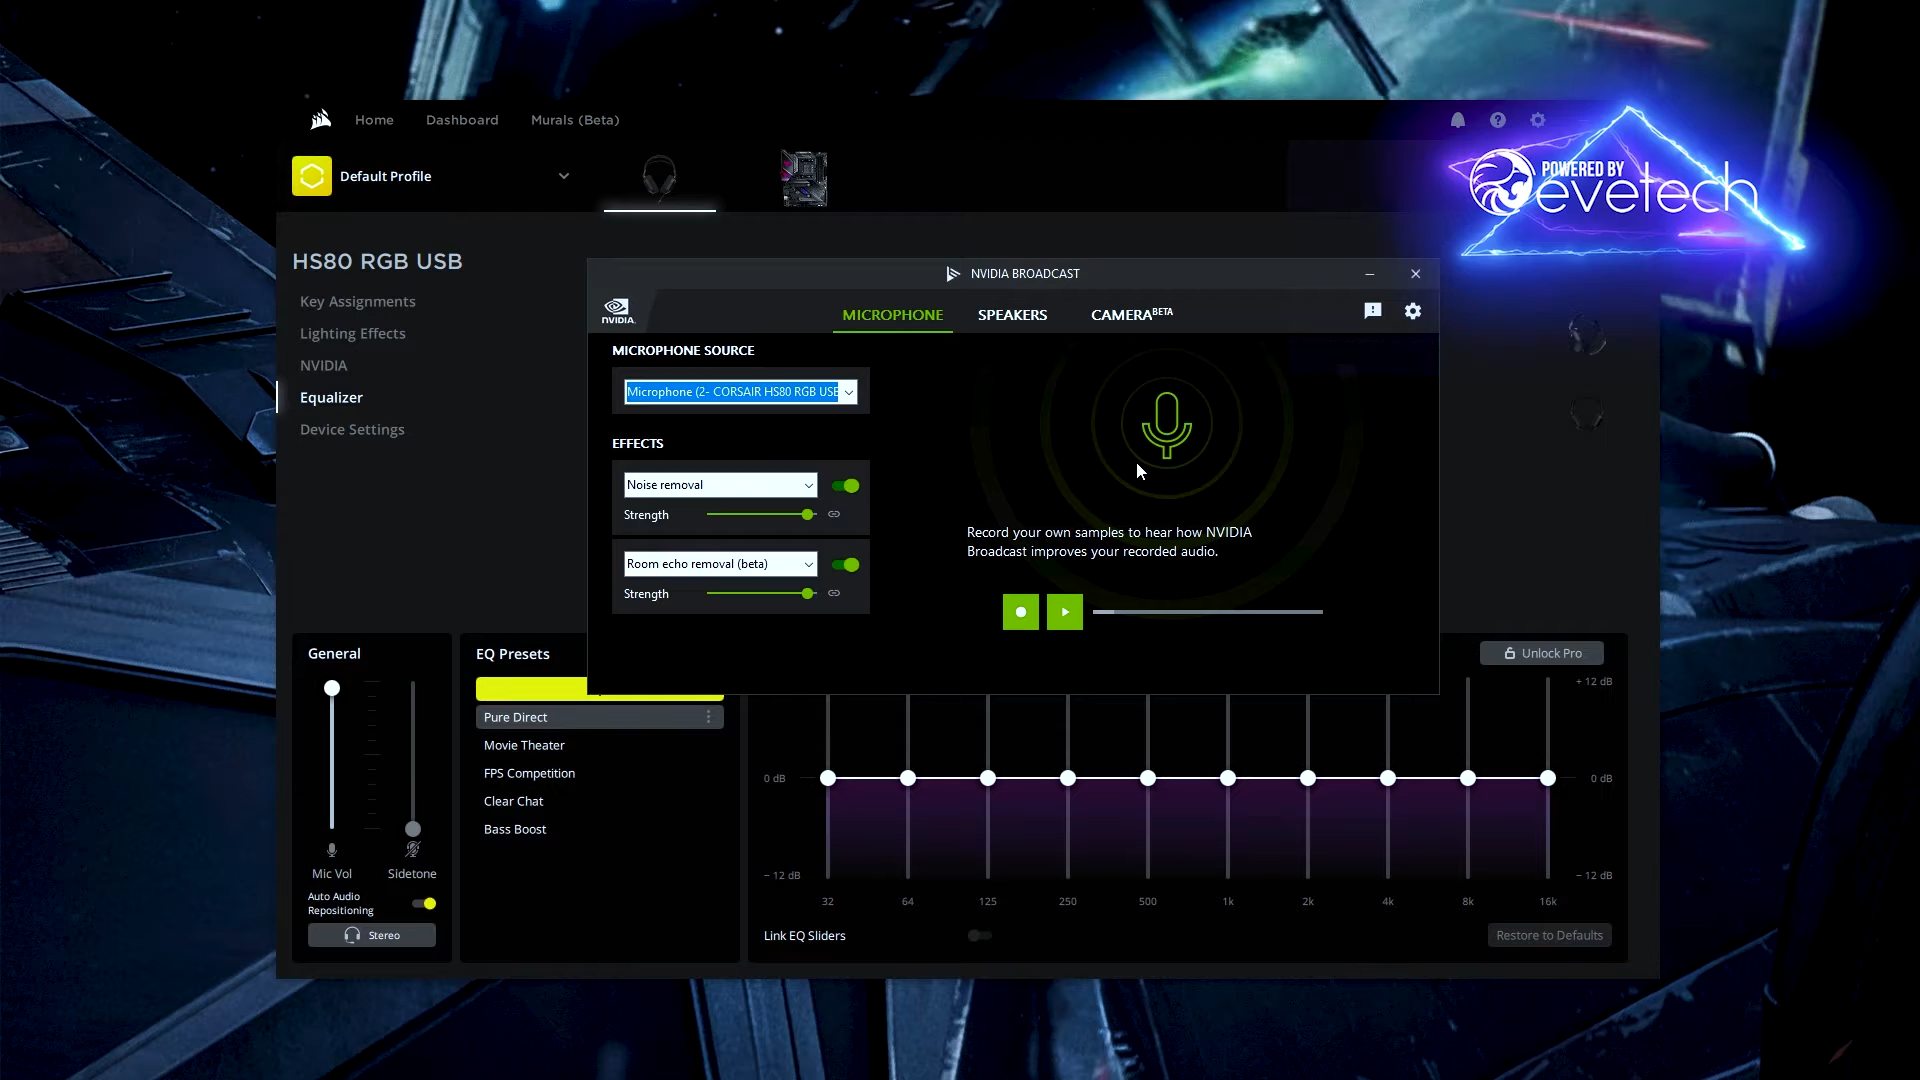 Home Dashboard Murals (Beta)
Default Profile
POWERED BY
evetech
HS80 RGB USB
Key Assignments
Lighting Effects
NVIDIA
Equalizer
Device Settings
NVIDIA BROADCAST
NVIDIA.
MICROPHONE SPEAKERS CAMERA BETA
MICROPHONE SOURCE
Microphone (2- CORSAIR HS80 RGB USB
EFFECTS
Noise removal
Strength
Room echo removal (beta)
Strength
Record your own samples to hear how NVIDIA
Broadcast improves your recorded audio.
General
Mic Vol Sidetone
Auto Audio
Repositioning
Stereo
EQ Presets
Pure Direct
Movie Theater
FPS Competition
Clear Chat
Bass Boost
Unlock Pro
+ 12 dB
0 dB 0 dB
− 12 dB − 12 dB
32 64 125 250 500 1k 2k 4k 8k 16k
Link EQ Sliders
Restore to Defaults